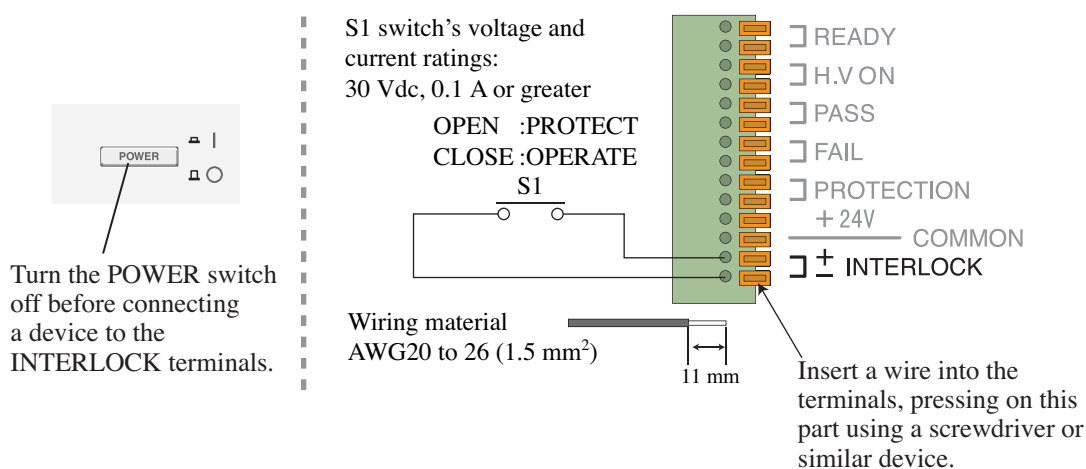 POWER
Turn the POWER switch
off before connecting
a device to the
INTERLOCK terminals.
S1 switch’s voltage and
current ratings:
30 Vdc, 0.1 A or greater
OPEN :PROTECT
CLOSE :OPERATE
S1
READY
H.V ON
PASS
FAIL
PROTECTION
+24V
COMMON
+
− INTERLOCK
Wiring material
AWG20 to 26 (1.5 mm²)
11 mm
Insert a wire into the
terminals, pressing on this
part using a screwdriver or
similar device.